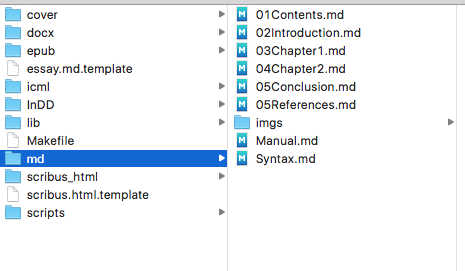 cover
docx
epub
essay.md.template
icml
InDD
lib
Makefile
md
scribus_html
scribus.html.template
scripts
01Contents.md
02Introduction.md
03Chapter1.md
04Chapter2.md
05Conclusion.md
05References.md
imgs
Manual.md
Syntax.md